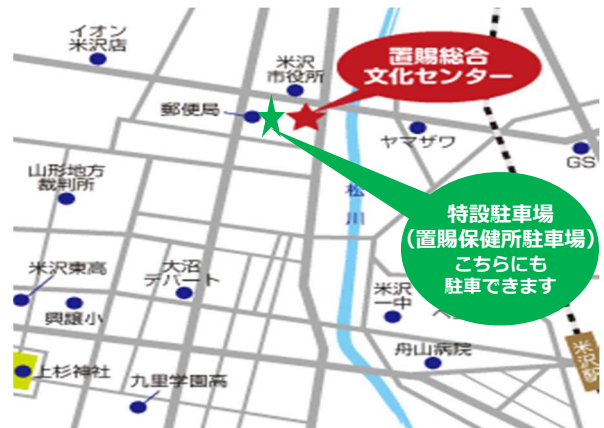 イオン
米沢店
米沢
市役所
置賜総合
文化センター
郵便局
ヤマザワ
GS
山形地方
裁判所
松川
特設駐車場
（置賜保健所駐車場）
こちらにも
駐車できます
米沢東高
大沼
デパート
米沢
一中
興譲小
舟山病院
米沢駅
上杉神社
九里学園高